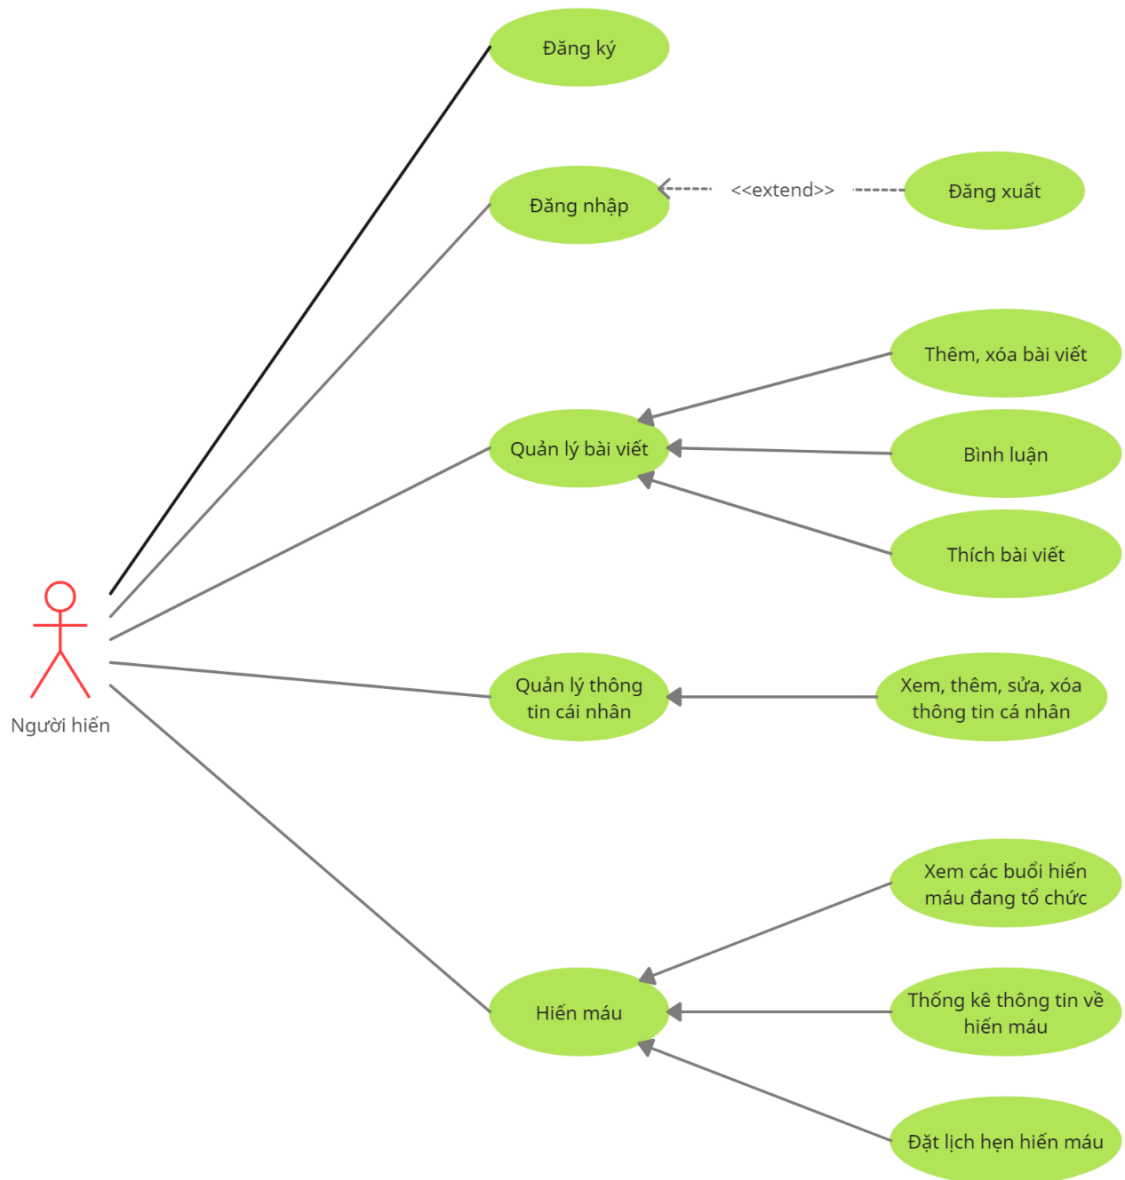 Đăng ký
Đăng nhập
<<extend>>
Đăng xuất
Thêm, xóa bài viết
Quản lý bài viết
Bình luận
Thích bài viết
Người hiến
Quản lý thông
tin cái nhân
Xem, thêm, sửa, xóa
thông tin cá nhân
Xem các buổi hiến
máu đang tổ chức
Hiến máu
Thống kê thông tin về
hiến máu
Đặt lịch hẹn hiến máu